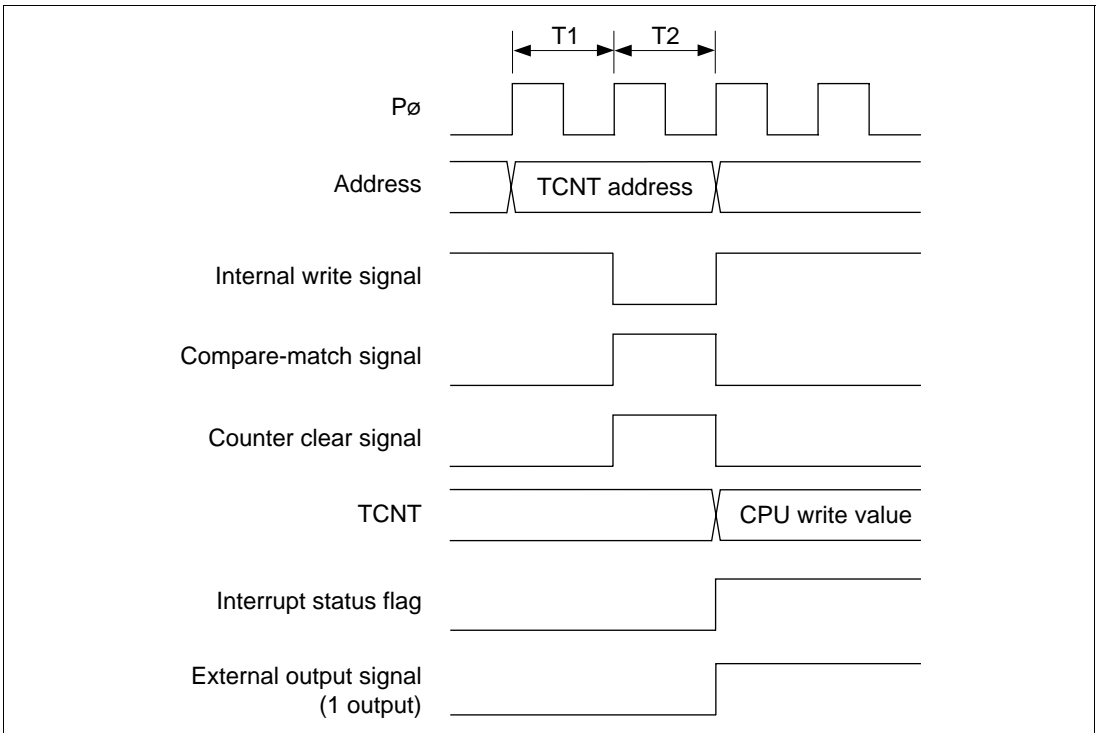 T1 T2
Pø
Address TCNT address
Internal write signal
Compare-match signal
Counter clear signal
TCNT CPU write value
Interrupt status flag
External output signal
(1 output)